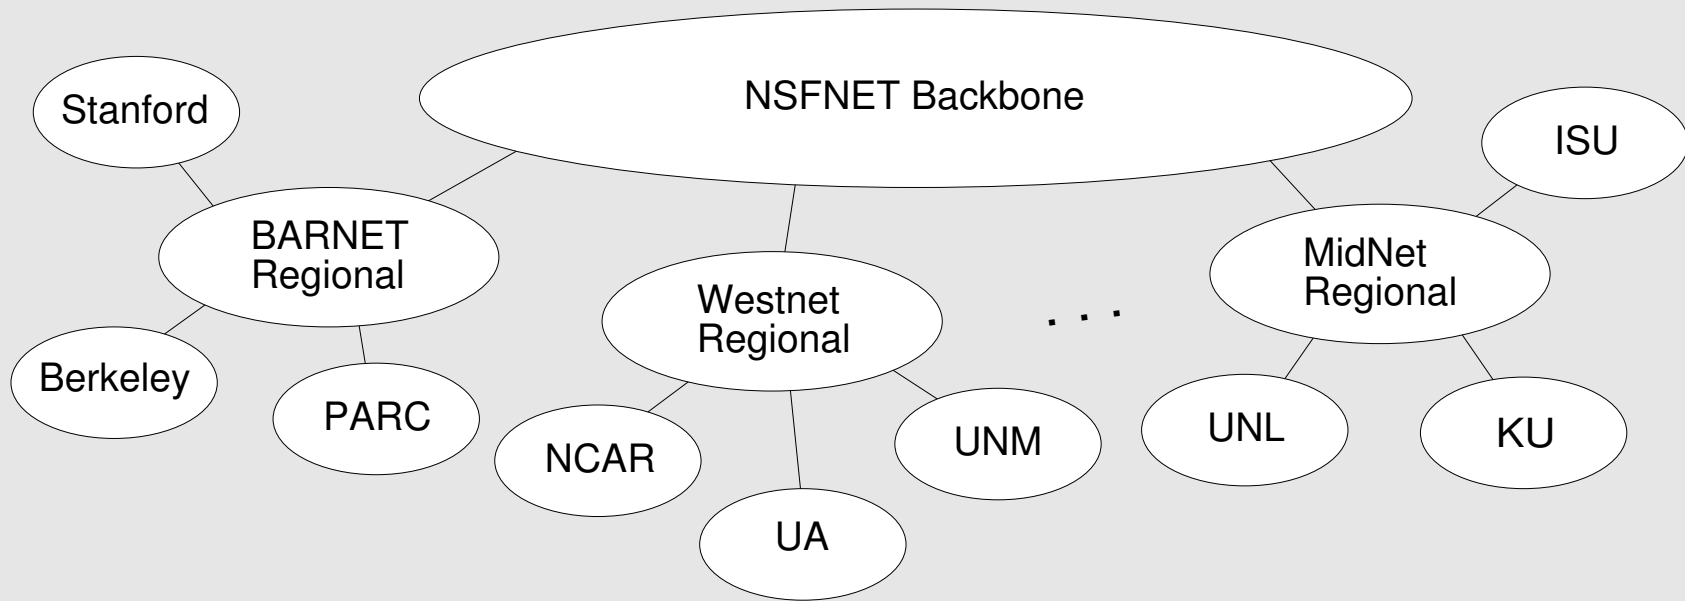 NSFNET Backbone
Stanford
ISU
BARNET
Regional
MidNet
Regional
Westnet
Regional
. . .
Berkeley
PARC
NCAR
UA
UNM
UNL
KU